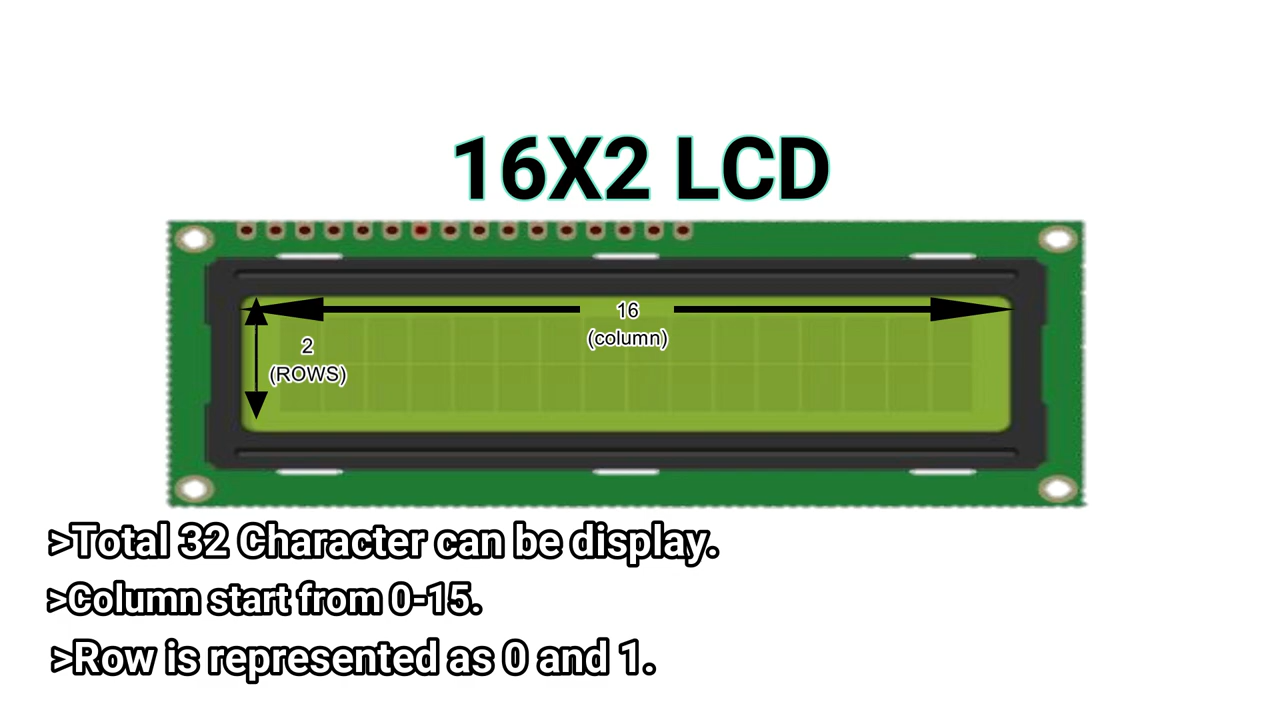 16X2 LCD
16
(column)
2
(ROWS)
>Total 32 Character can be display.
>Column start from 0-15.
>Row is represented as 0 and 1.